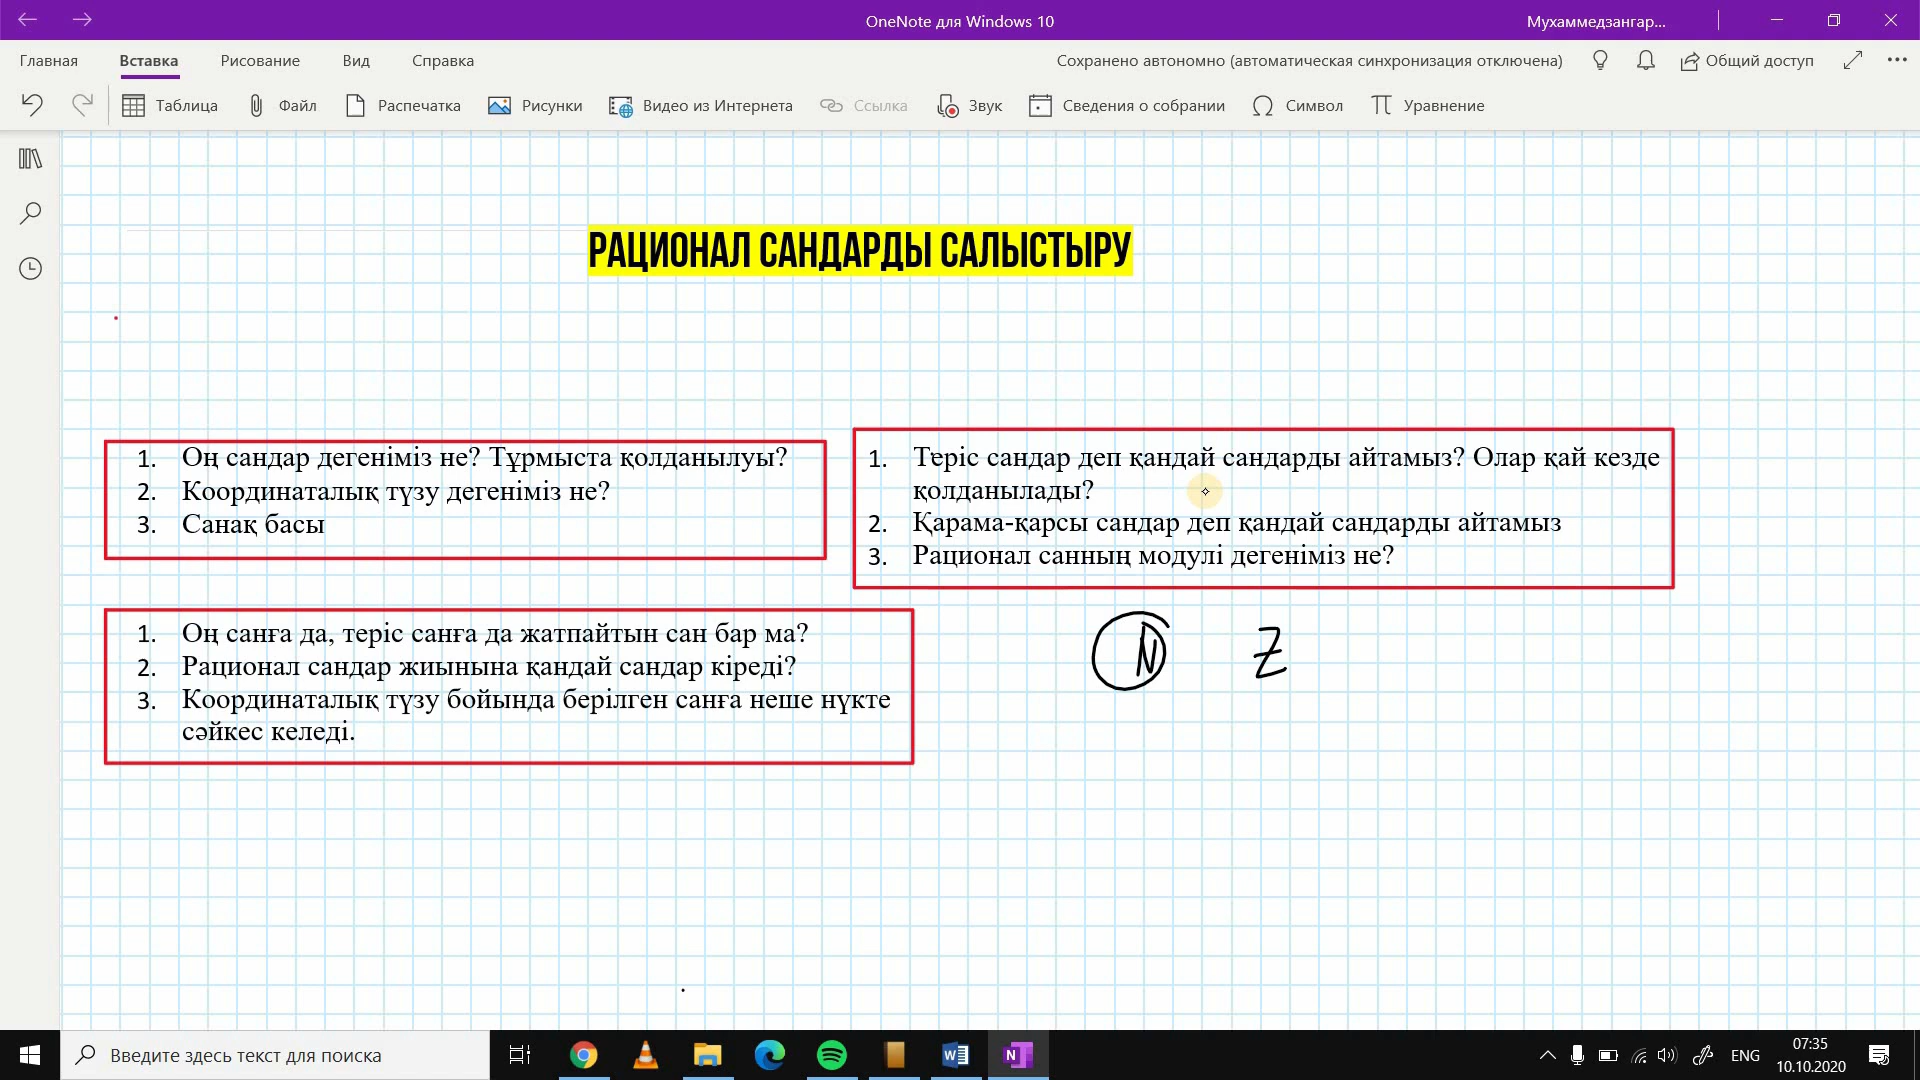 OneNote для Windows 10
Мухаммедзангар...
Главная Вставка Рисование Вид Справка
Сохранено автономно (автоматическая синхронизация отключена)
Общий доступ
Таблица Файл Распечатка Рисунки Видео из Интернета Ссылка Звук Сведения о собрании Символ Уравнение
РАЦИОНАЛ САНДАРДЫ САЛЫСТЫРУ
1. Оң сандар дегеніміз не? Тұрмыста қолданылуы?
2. Координаталық түзу дегеніміз не?
3. Санақ басы
1. Теріс сандар деп қандай сандарды айтамыз? Олар қай кезде
қолданылады?
2. Қарама-қарсы сандар деп қандай сандарды айтамыз
3. Рационал санның модулі дегеніміз не?
1. Оң санға да, теріс санға да жатпайтын сан бар ма?
2. Рационал сандар жиынына қандай сандар кіреді?
3. Координаталық түзу бойында берілген санға неше нүкте
сәйкес келеді.
N Z
Введите здесь текст для поиска
ENG
07:35
10.10.2020